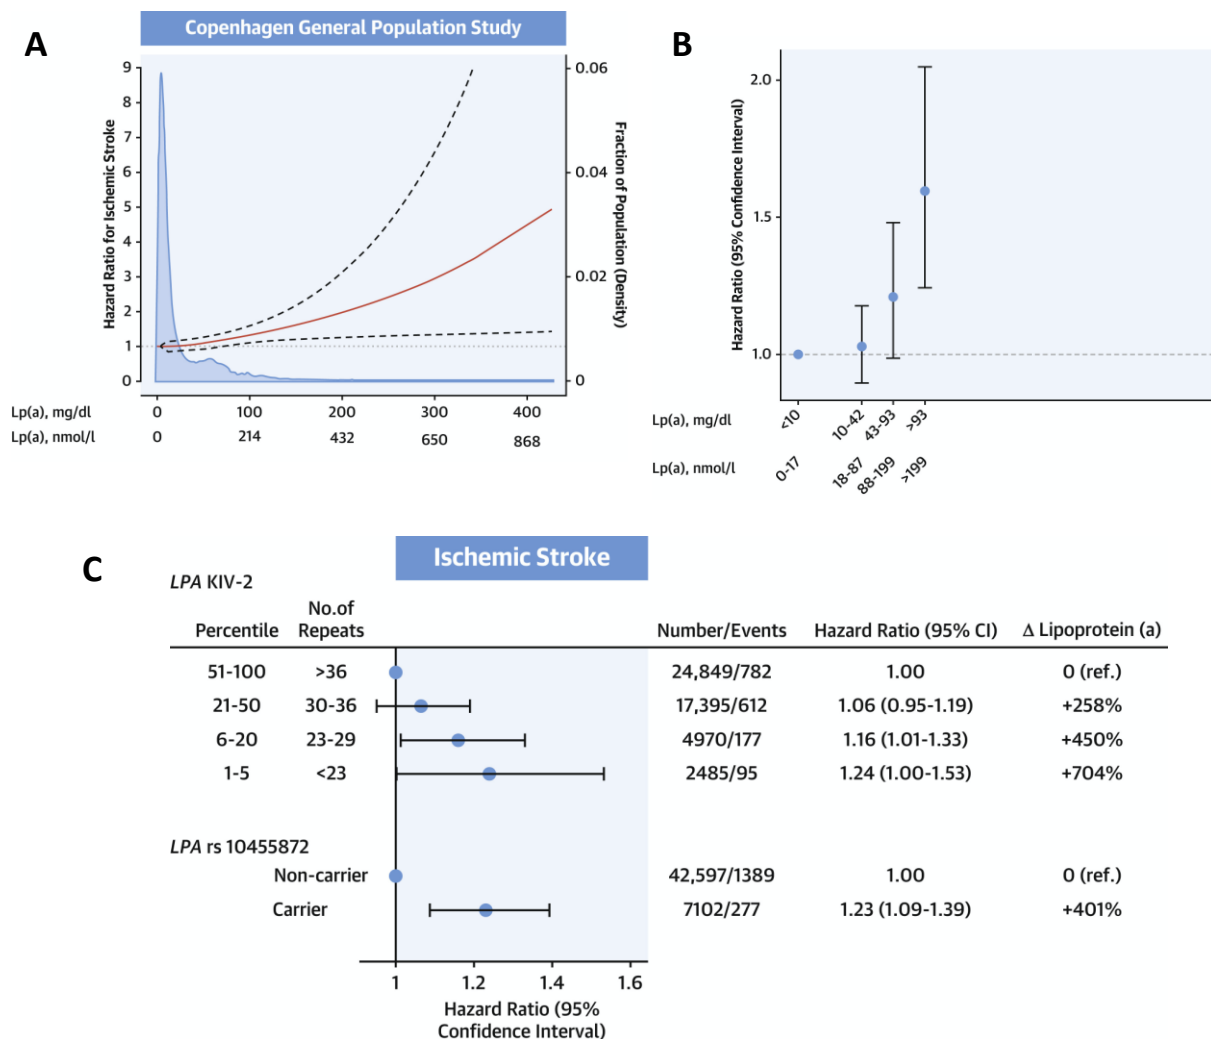 A
Copenhagen General Population Study
Hazard Ratio for Ischemic Stroke
9
8
7
6
5
4
3
2
1
0
0.06
0.04
0.02
0
Fraction of Population (Density)
Lp(a), mg/dl 0 100 200 300 400
Lp(a), nmol/l 0 214 432 650 868
B
Hazard Ratio (95% Confidence Interval)
2.0
1.5
1.0
Lp(a), mg/dl <10 10-42 43-93 >93
Lp(a), nmol/l 0-17 18-87 88-199 >199
C
Ischemic Stroke
LPA KIV-2
Percentile No.of Repeats Number/Events Hazard Ratio (95% CI) Δ Lipoprotein (a)
51-100 >36 24,849/782 1.00 0 (ref.)
21-50 30-36 17,395/612 1.06 (0.95-1.19) +258%
6-20 23-29 4970/177 1.16 (1.01-1.33) +450%
1-5 <23 2485/95 1.24 (1.00-1.53) +704%
LPA rs 10455872
Non-carrier 42,597/1389 1.00 0 (ref.)
Carrier 7102/277 1.23 (1.09-1.39) +401%
1 1.2 1.4 1.6
Hazard Ratio (95%
Confidence Interval)